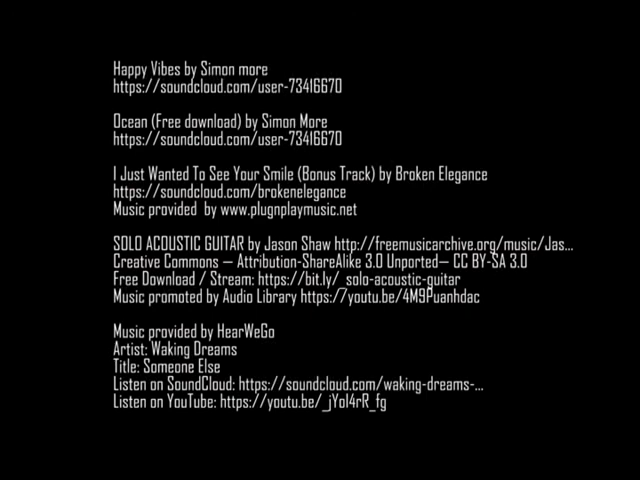 Happy Vibes by Simon more
https://soundcloud.com/user-73416670
Ocean (Free download) by Simon More
https://soundcloud.com/user-73416670
I Just Wanted To See Your Smile (Bonus Track) by Broken Elegance
https://soundcloud.com/brokenelegance
Music provided by www.plugnplaymusic.net
SOLO ACOUSTIC GUITAR by Jason Shaw http://freemusicarchive.org/music/Jas...
Creative Commons — Attribution-ShareAlike 3.0 Unported— CC BY-SA 3.0
Free Download / Stream: https://bit.ly/_solo-acoustic-guitar
Music promoted by Audio Library https://youtu.be/4M9Puanhdac
Music provided by HearWeGo
Artist: Waking Dreams
Title: Someone Else
Listen on SoundCloud: https://soundcloud.com/waking-dreams-...
Listen on YouTube: https://youtu.be/_jYol4rR_fg